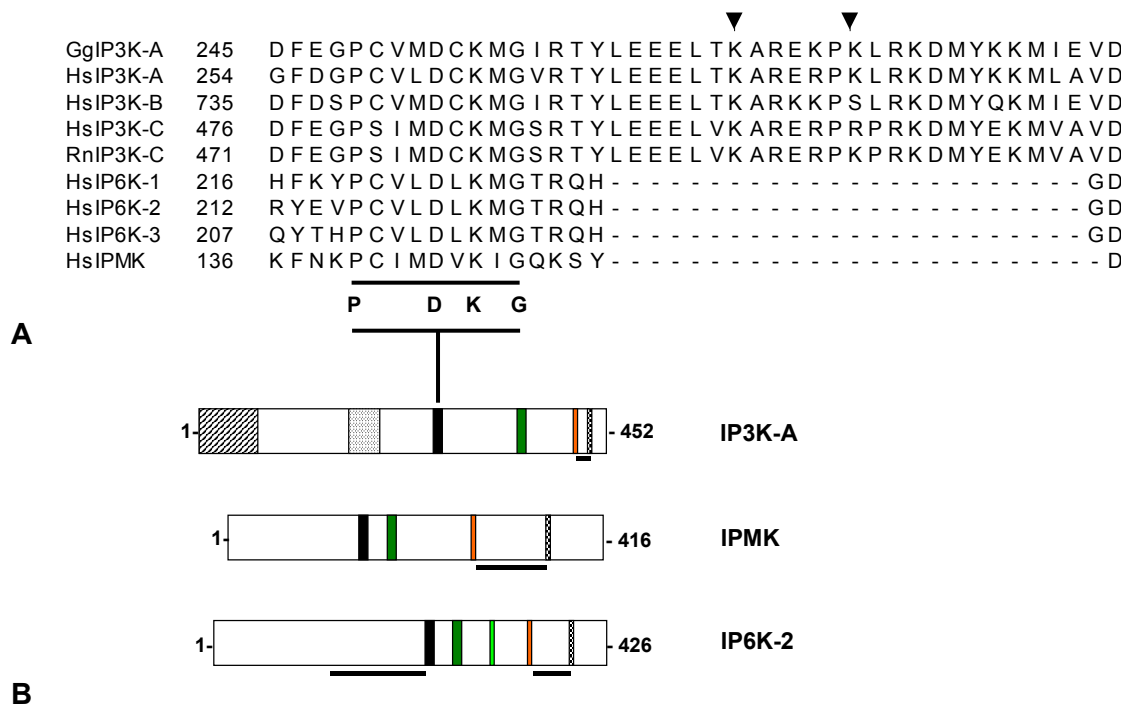 GgIP3K-A 245 D F E G P C V M D C K M G I R T Y L E E E L T K A R E K P K L R K D M Y K K M I E V D
HsIP3K-A 254 G F D G P C V L D C K M G V R T Y L E E E L T K A R E R P K L R K D M Y K K M L A V D
HsIP3K-B 735 D F D S P C V M D C K M G I R T Y L E E E L T K A R K K P S L R K D M Y Q K M I E V D
HsIP3K-C 476 D F E G P S I M D C K M G S R T Y L E E E L V K A R E R P R P R K D M Y E K M V A V D
RnIP3K-C 471 D F E G P S I M D C K M G S R T Y L E E E L V K A R E R P K P R K D M Y E K M V A V D
HsIP6K-1 216 H F K Y P C V L D L K M G T R Q H - - - - - - - - - - - - - - - - - - - - - - - - G D
HsIP6K-2 212 R Y E V P C V L D L K M G T R Q H - - - - - - - - - - - - - - - - - - - - - - - - G D
HsIP6K-3 207 Q Y T H P C V L D L K M G T R Q H - - - - - - - - - - - - - - - - - - - - - - - - G D
HsIPMK 136 K F N K P C I M D V K I G Q K S Y - - - - - - - - - - - - - - - - - - - - - - - - - D
P D K G
A
1- - 452 IP3K-A
1- - 416 IPMK
1- - 426 IP6K-2
B